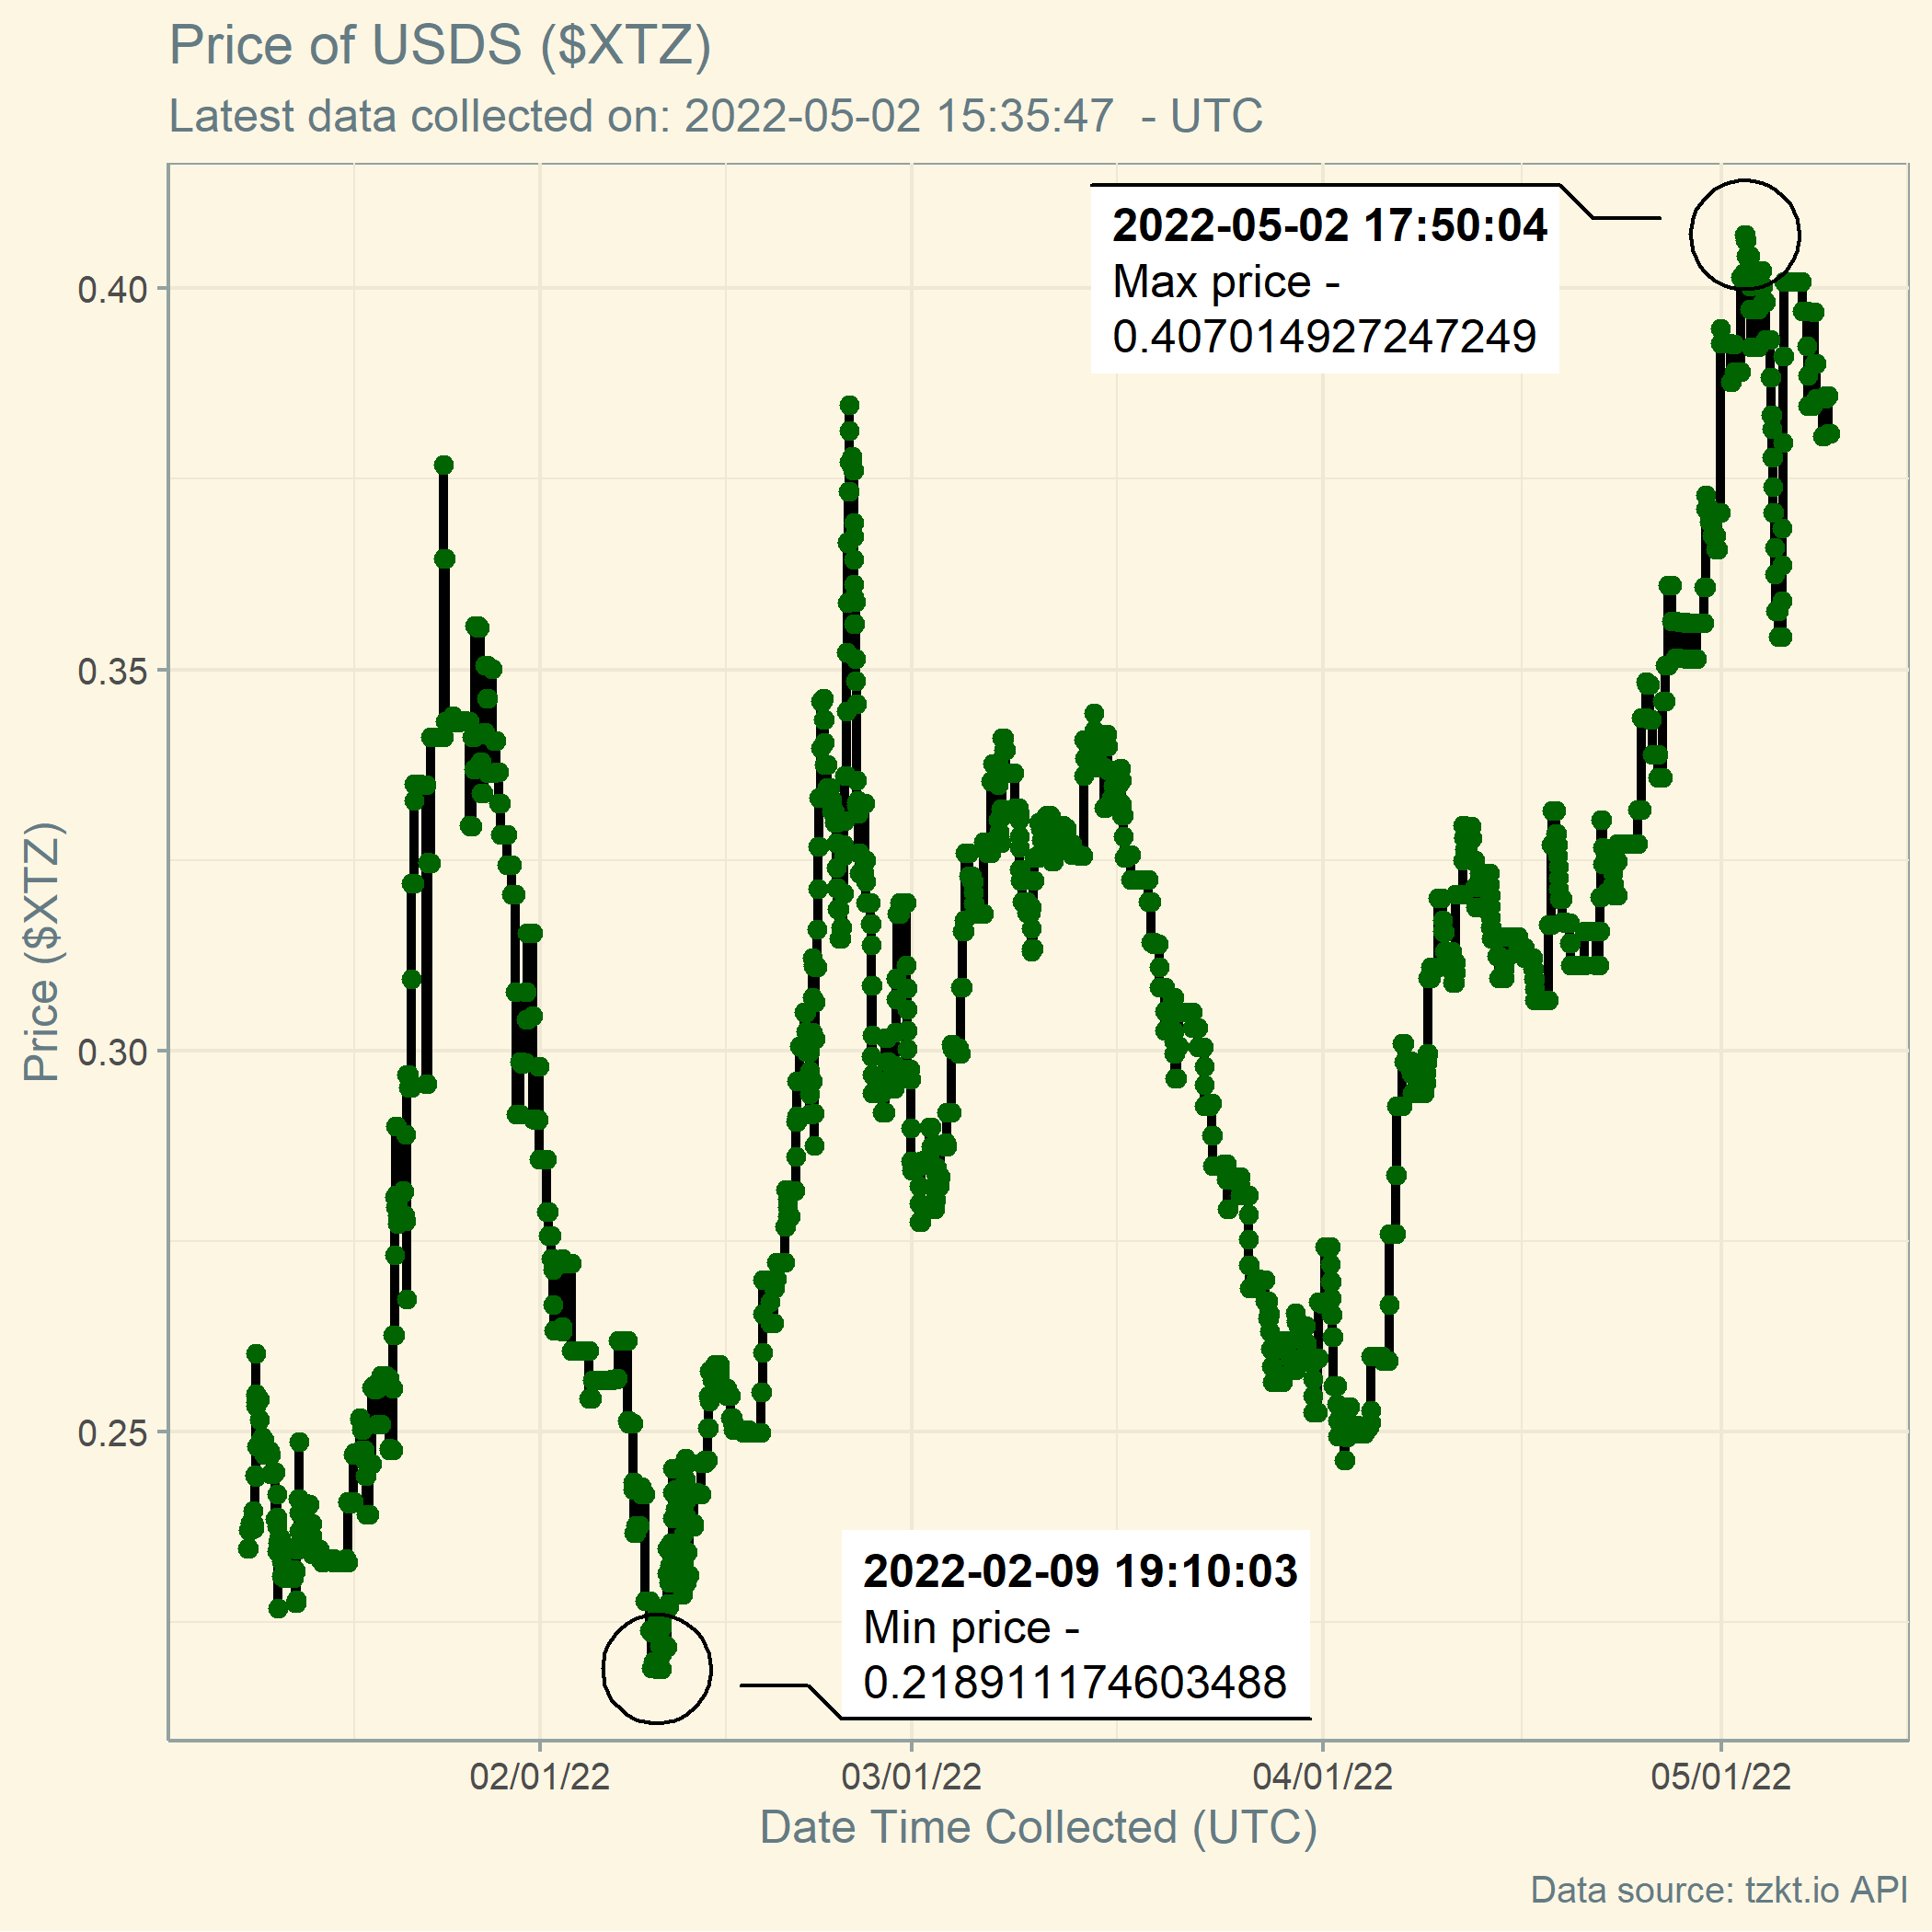 Price of USDS ($XTZ)
Latest data collected on: 2022-05-02 15:35:47  - UTC
2022-05-02 17:50:04
Max price -
0.407014927247249
0.40
0.35
0.30
0.25
Price ($XTZ)
2022-02-09 19:10:03
Min price -
0.218911174603488
02/01/22
03/01/22
04/01/22
05/01/22
Date Time Collected (UTC)
Data source: tzkt.io API